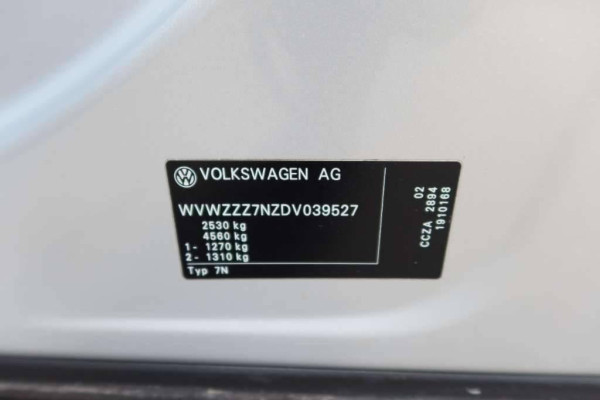 VOLKSWAGEN AG
WVWZZZ7NZDV039527
2530 kg
4560 kg
1- 1270 kg
2- 1310 kg
Typ 7N
02
CCZA 2894
1910168